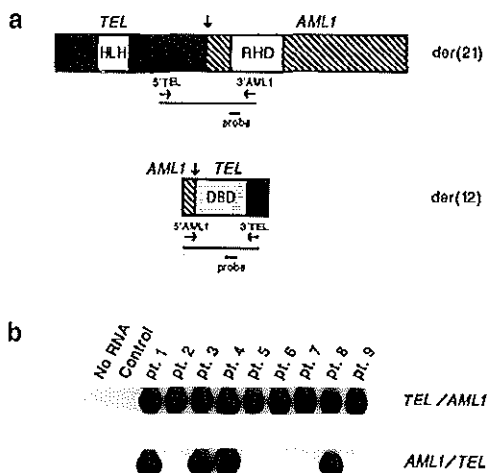 a
TEL AML1
HLH RHD der(21)
5'TEL 3'AML1
probe
AML1 TEL
DBD der(12)
5'AML1 3'TEL
probe
b
No RNA Control pt. 1 pt. 2 pt. 3 pt. 4 pt. 5 pt. 6 pt. 7 pt. 8 pt. 9
TEL/AML1
AML1/TEL